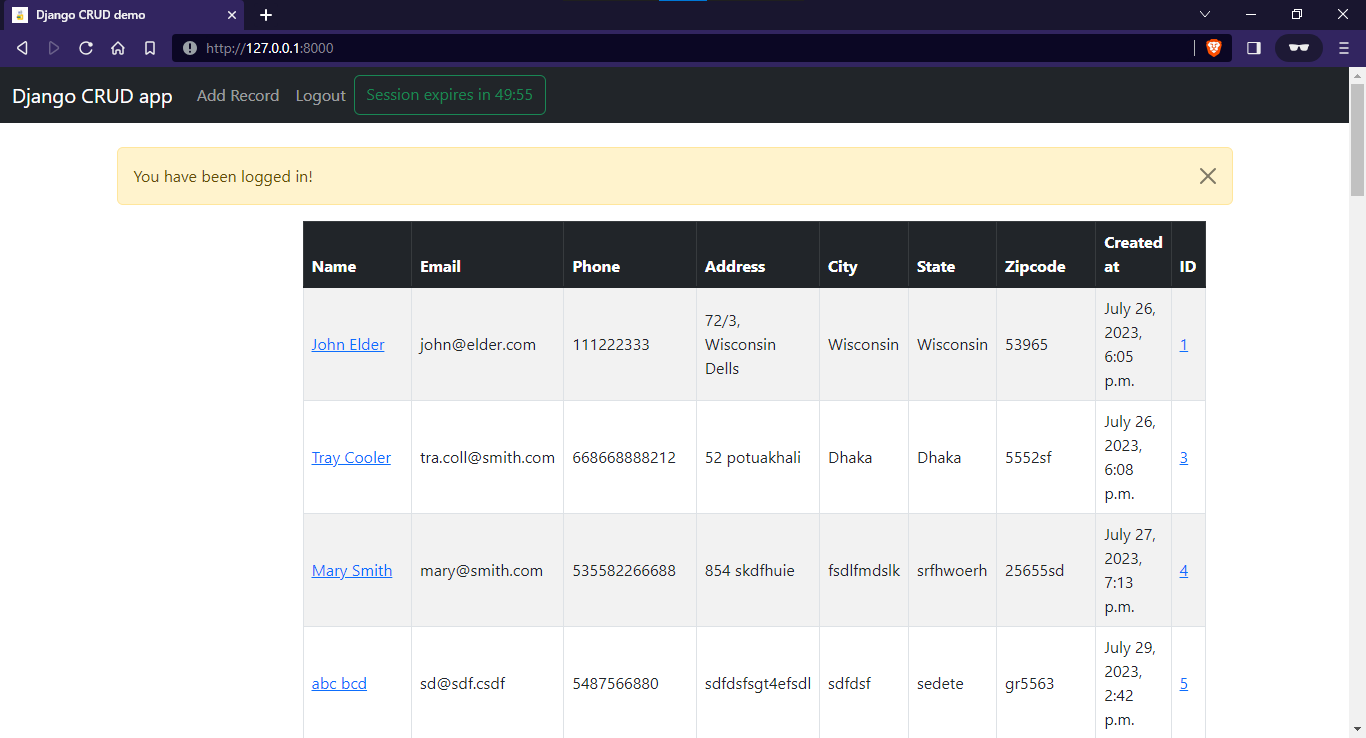 Django CRUD demo
http://127.0.0.1:8000
Django CRUD app Add Record Logout Session expires in 49:55
You have been logged in!
Name Email Phone Address City State Zipcode Created at ID
John Elder john@elder.com 111222333 72/3, Wisconsin Dells Wisconsin Wisconsin 53965 July 26, 2023, 6:05 p.m. 1
Tray Cooler tra.coll@smith.com 668668888212 52 potuakhali Dhaka Dhaka 5552sf July 26, 2023, 6:08 p.m. 3
Mary Smith mary@smith.com 535582266688 854 skdfhuie fsdlfmdslk srfhwoerh 25655sd July 27, 2023, 7:13 p.m. 4
abc bcd sd@sdf.csdf 5487566880 sdfdsfsgt4efsdl sdfdsf sedete gr5563 July 29, 2023, 2:42 p.m. 5